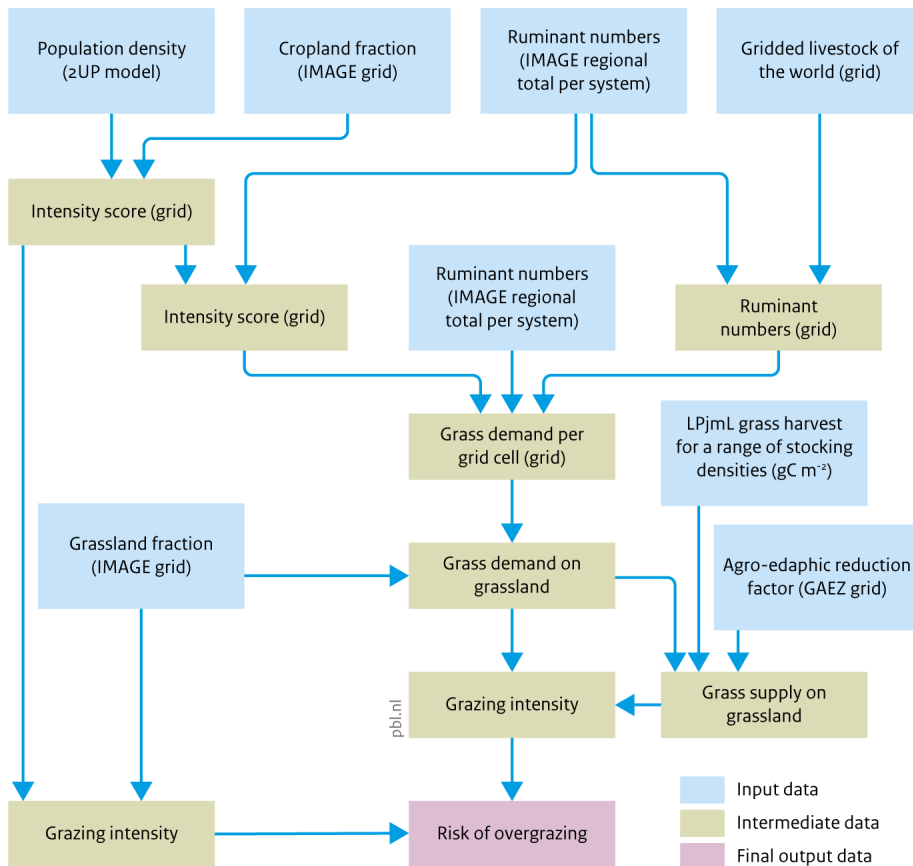 Population density
(2UP model)
Cropland fraction
(IMAGE grid)
Ruminant numbers
(IMAGE regional
total per system)
Gridded livestock of
the world (grid)
Intensity score (grid)
Intensity score (grid)
Ruminant numbers
(IMAGE regional
total per system)
Ruminant
numbers (grid)
Grass demand per
grid cell (grid)
LPjmL grass harvest
for a range of stocking
densities (gC m⁻²)
Grassland fraction
(IMAGE grid)
Grass demand on
grassland
Agro-edaphic reduction
factor (GAEZ grid)
Grazing intensity
Grass supply on
grassland
pbl.nl
Grazing intensity
Risk of overgrazing
Input data
Intermediate data
Final output data